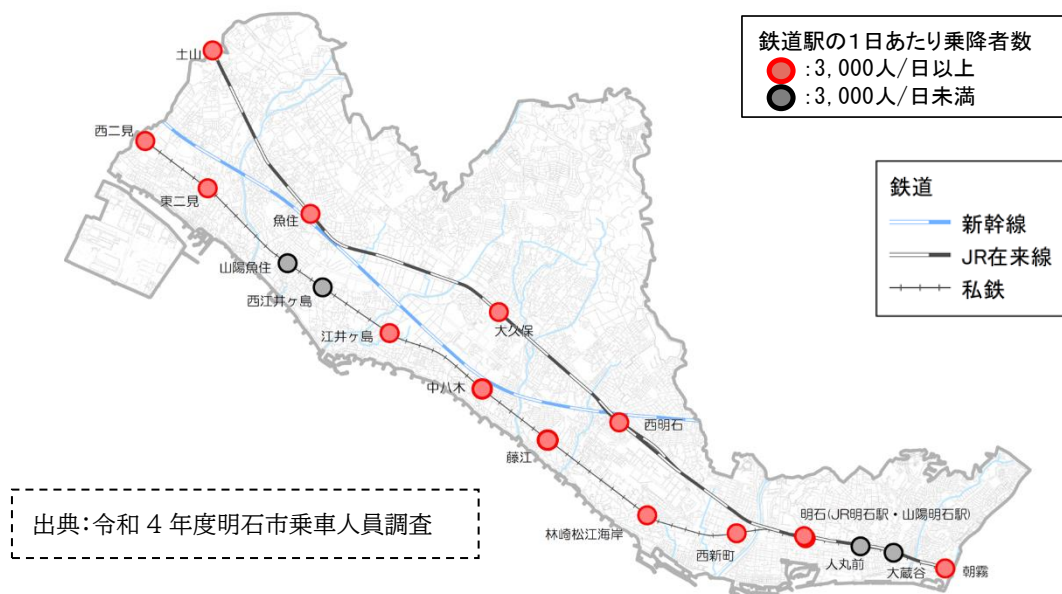 鉄道駅の1日あたり乗降者数
:3,000人/日以上
:3,000人/日未満
鉄道
新幹線
JR在来線
私鉄
土山
西二見
東二見
魚住
山陽魚住
西江井ヶ島
江井ヶ島
大久保
中八木
西明石
藤江
林崎松江海岸
西新町
明石(JR明石駅・山陽明石駅)
人丸前
大蔵谷
朝霧
出典:令和4年度明石市乗車人員調査